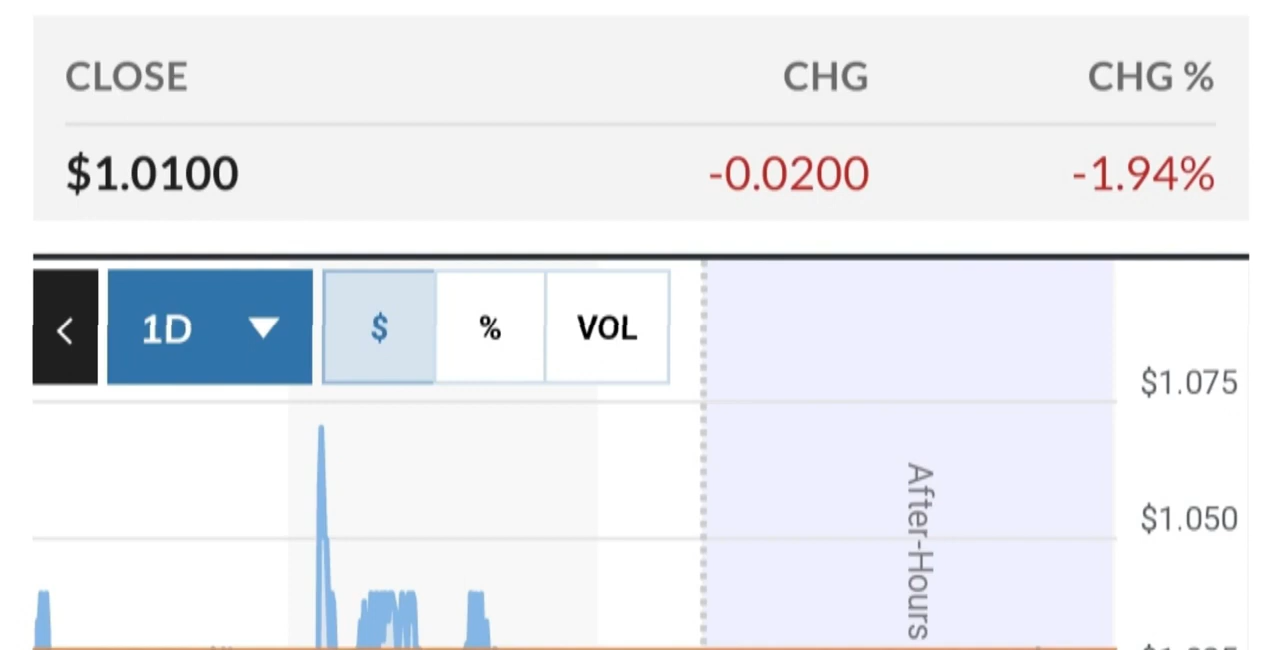 CLOSE CHG CHG %
$1.0100 -0.0200 -1.94%
1D $ % VOL
$1.075
$1.050
After-Hours